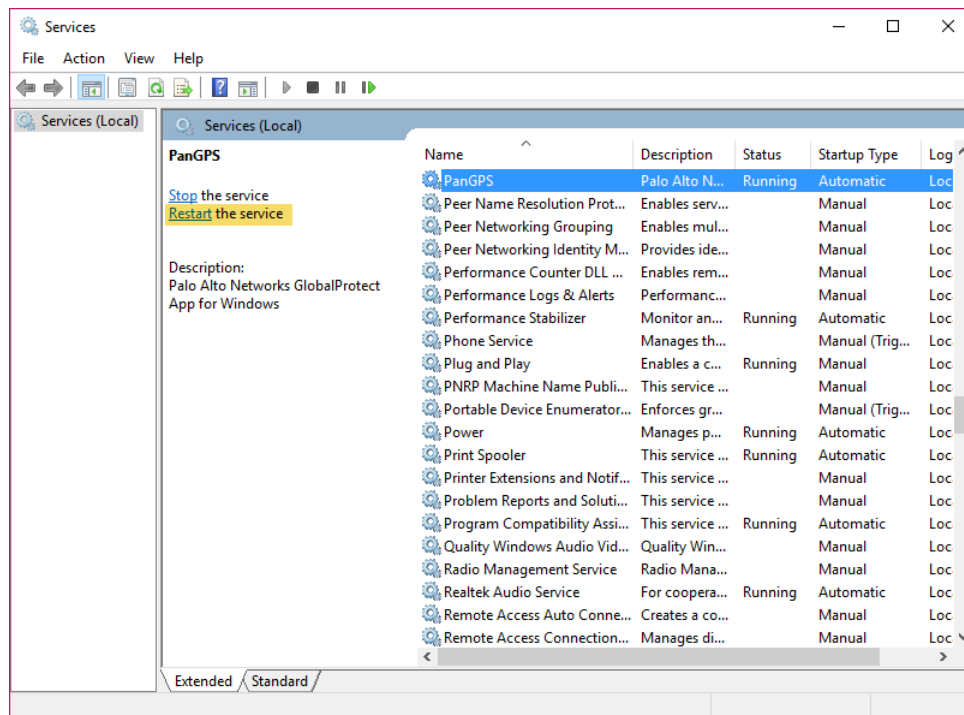 Services
File Action View Help
Services (Local)
Services (Local)
PanGPS
Stop the service
Restart the service
Description:
Palo Alto Networks GlobalProtect
App for Windows
Name Description Status Startup Type Log
PanGPS Palo Alto N... Running Automatic Loc
Peer Name Resolution Prot... Enables serv... Manual Loc
Peer Networking Grouping Enables mul... Manual Loc
Peer Networking Identity M... Provides ide... Manual Loc
Performance Counter DLL ... Enables rem... Manual Loc
Performance Logs & Alerts Performanc... Manual Loc
Performance Stabilizer Monitor an... Running Automatic Loc
Phone Service Manages th... Manual (Trig... Loc
Plug and Play Enables a c... Running Manual Loc
PNRP Machine Name Publi... This service ... Manual Loc
Portable Device Enumerator... Enforces gr... Manual (Trig... Loc
Power Manages p... Running Automatic Loc
Print Spooler This service ... Running Automatic Loc
Printer Extensions and Notif... This service ... Manual Loc
Problem Reports and Soluti... This service ... Manual Loc
Program Compatibility Assi... This service ... Running Automatic Loc
Quality Windows Audio Vid... Quality Win... Manual Loc
Radio Management Service Radio Mana... Manual Loc
Realtek Audio Service For coopera... Running Automatic Loc
Remote Access Auto Conne... Creates a co... Manual Loc
Remote Access Connection... Manages di... Manual Loc
Extended Standard